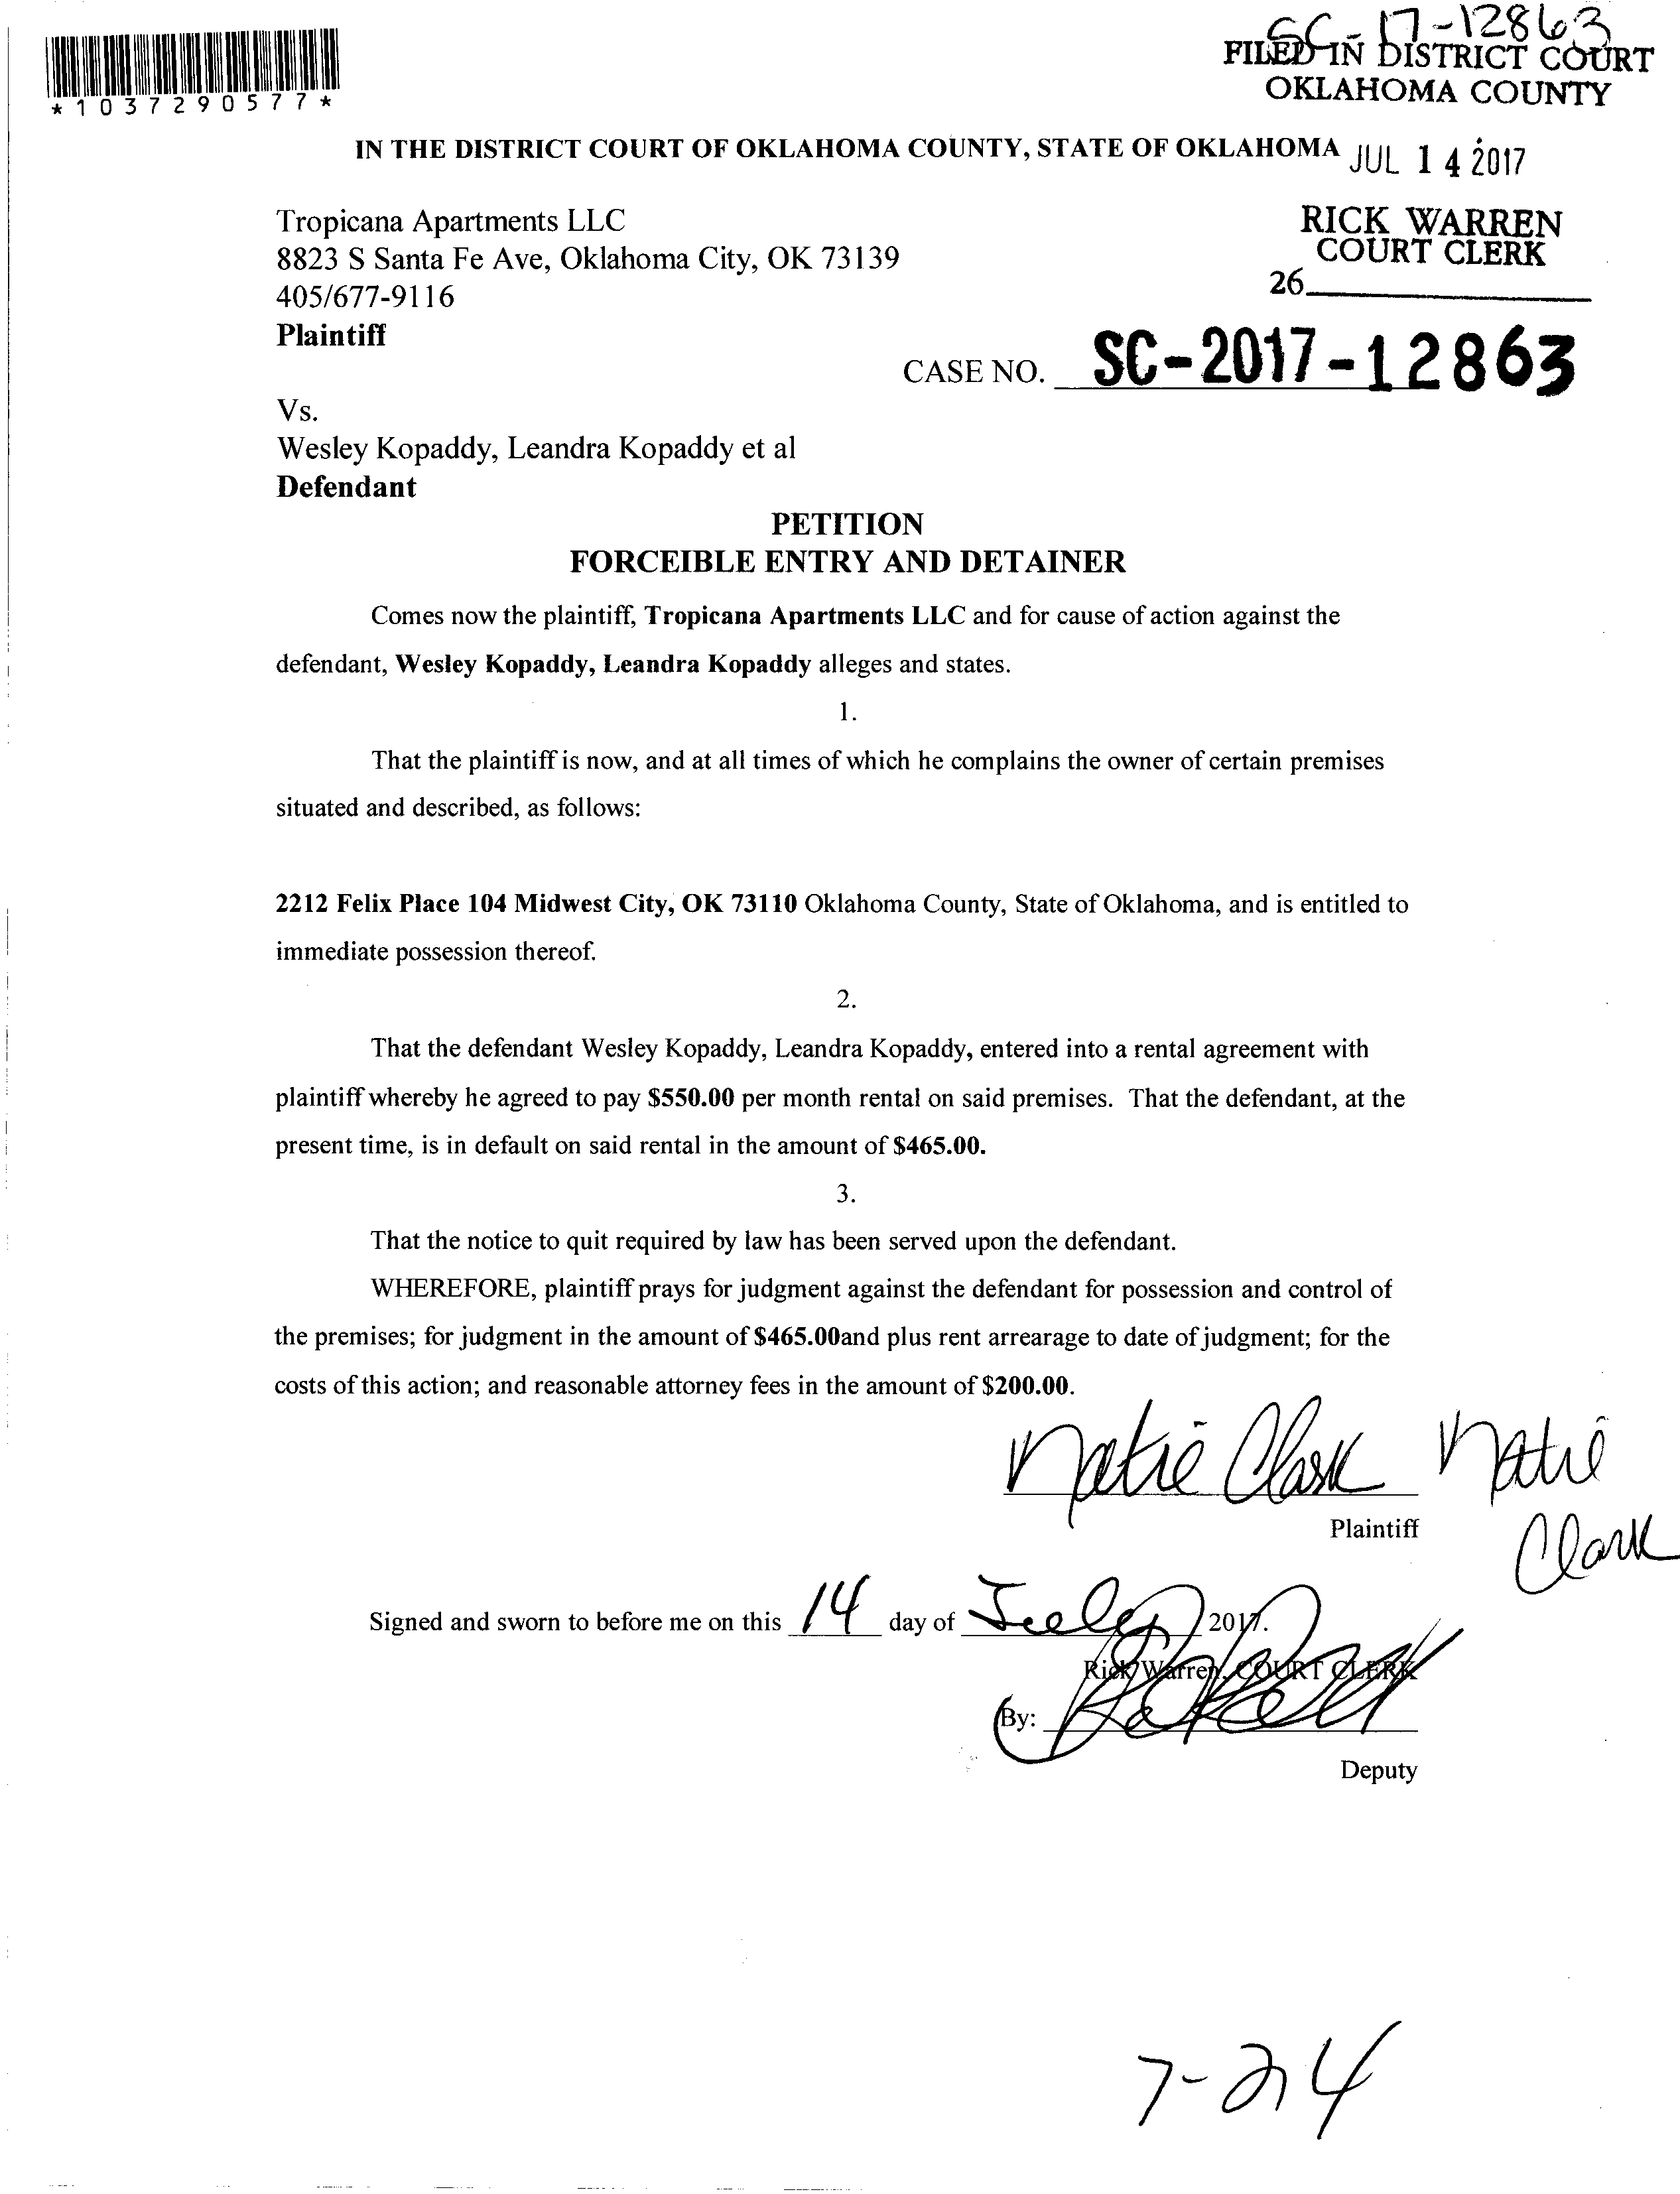 SC-17-12863
FILED IN DISTRICT COURT
OKLAHOMA COUNTY
*1037290577*
IN THE DISTRICT COURT OF OKLAHOMA COUNTY, STATE OF OKLAHOMA JUL 14 2017
Tropicana Apartments LLC
RICK WARREN
COURT CLERK
8823 S Santa Fe Ave, Oklahoma City, OK 73139
405/677-9116
26
Plaintiff
CASE NO. SC-2017-12863
Vs.
Wesley Kopaddy, Leandra Kopaddy et al
Defendant
PETITION
FORCEIBLE ENTRY AND DETAINER
Comes now the plaintiff, Tropicana Apartments LLC and for cause of action against the
defendant, Wesley Kopaddy, Leandra Kopaddy alleges and states.
1.
That the plaintiff is now, and at all times of which he complains the owner of certain premises
situated and described, as follows:
2212 Felix Place 104 Midwest City, OK 73110 Oklahoma County, State of Oklahoma, and is entitled to
immediate possession thereof.
2.
That the defendant Wesley Kopaddy, Leandra Kopaddy, entered into a rental agreement with
plaintiff whereby he agreed to pay $550.00 per month rental on said premises. That the defendant, at the
present time, is in default on said rental in the amount of $465.00.
3.
That the notice to quit required by law has been served upon the defendant.
WHEREFORE, plaintiff prays for judgment against the defendant for possession and control of
the premises; for judgment in the amount of $465.00and plus rent arrearage to date of judgment; for the
costs of this action; and reasonable attorney fees in the amount of $200.00.
Natie Clark Natie
Clark
Plaintiff
Signed and sworn to before me on this 14 day of July 2017.
Rick Warren, COURT CLERK
By:
Deputy
7-24